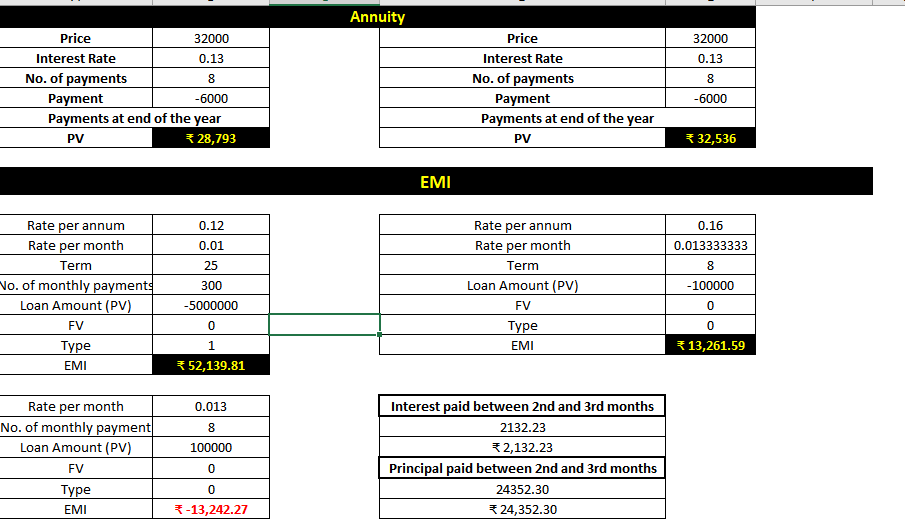 Annuity
Price 32000 Price 32000
Interest Rate 0.13 Interest Rate 0.13
No. of payments 8 No. of payments 8
Payment -6000 Payment -6000
Payments at end of the year Payments at end of the year
PV ₹ 28,793 PV ₹ 32,536
EMI
Rate per annum 0.12 Rate per annum 0.16
Rate per month 0.01 Rate per month 0.013333333
Term 25 Term 8
No. of monthly payments 300 Loan Amount (PV) -100000
Loan Amount (PV) -5000000 FV 0
FV 0 Type 0
Type 1 EMI ₹ 13,261.59
EMI ₹ 52,139.81
Rate per month 0.013 Interest paid between 2nd and 3rd months
No. of monthly payment 8 2132.23
Loan Amount (PV) 100000 ₹ 2,132.23
FV 0 Principal paid between 2nd and 3rd months
Type 0 24352.30
EMI ₹ -13,242.27 ₹ 24,352.30